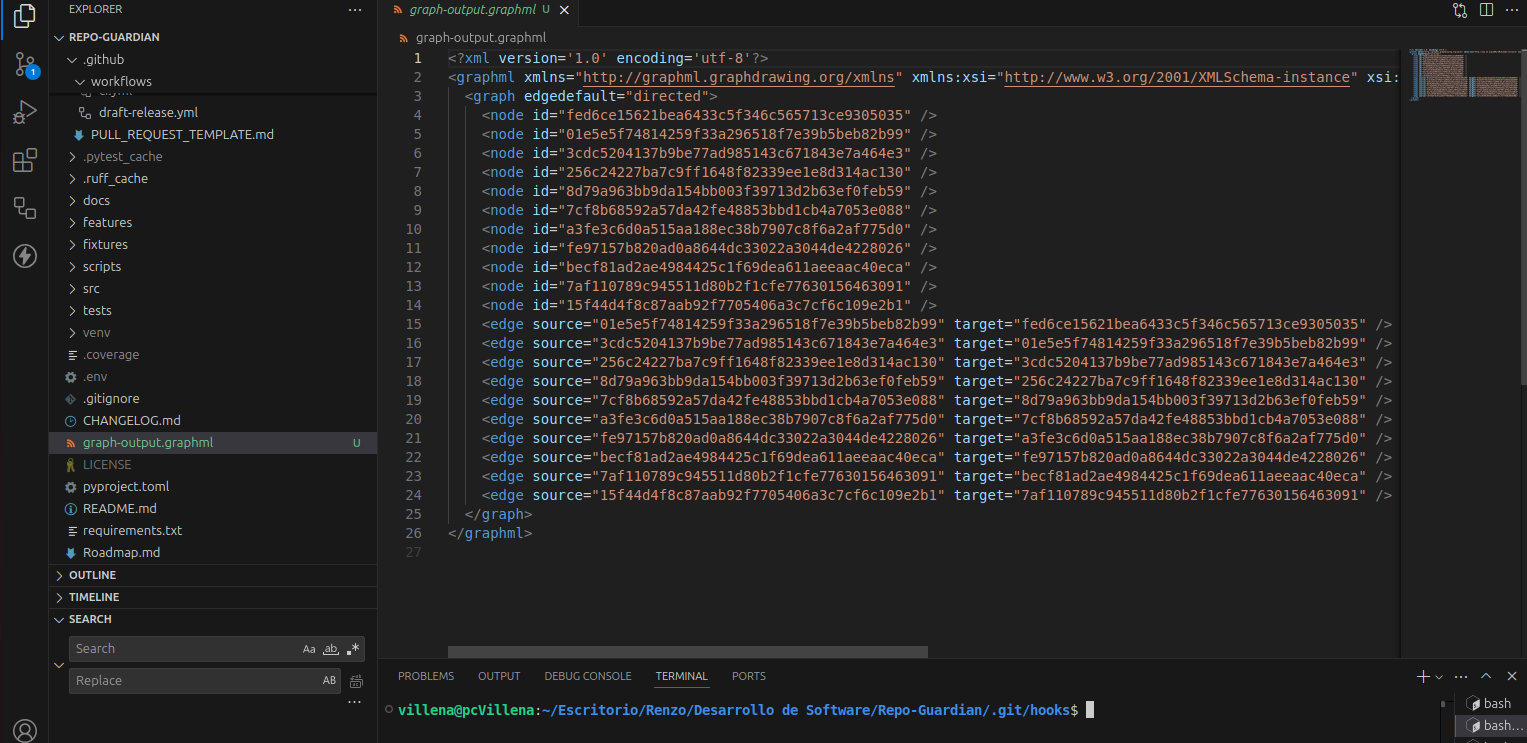 EXPLORER
REPO-GUARDIAN
.github
workflows
draft-release.yml
PULL_REQUEST_TEMPLATE.md
.pytest_cache
.ruff_cache
docs
features
fixtures
scripts
src
tests
venv
.coverage
.env
.gitignore
CHANGELOG.md
graph-output.graphml U
LICENSE
pyproject.toml
README.md
requirements.txt
Roadmap.md
OUTLINE
TIMELINE
SEARCH
Search Aa ab .*
Replace AB
1
graph-output.graphml U
graph-output.graphml
1 <?xml version='1.0' encoding='utf-8'?>
2 <graphml xmlns="http://graphml.graphdrawing.org/xmlns" xmlns:xsi="http://www.w3.org/2001/XMLSchema-instance" xsi:
3 <graph edgedefault="directed">
4 <node id="fed6ce15621bea6433c5f346c565713ce9305035" />
5 <node id="01e5e5f74814259f33a296518f7e39b5beb82b99" />
6 <node id="3cdc5204137b9be77ad985143c671843e7a464e3" />
7 <node id="256c24227ba7c9ff1648f82339ee1e8d314ac130" />
8 <node id="8d79a963bb9da154bb003f39713d2b63ef0feb59" />
9 <node id="7cf8b68592a57da42fe48853bbd1cb4a7053e088" />
10 <node id="a3fe3c6d0a515aa188ec38b7907c8f6a2af775d0" />
11 <node id="fe97157b820ad0a8644dc33022a3044de4228026" />
12 <node id="becf81ad2ae4984425c1f69dea611aeeaac40eca" />
13 <node id="7af110789c945511d80b2f1cfe77630156463091" />
14 <node id="15f44d4f8c87aab92f7705406a3c7cf6c109e2b1" />
15 <edge source="01e5e5f74814259f33a296518f7e39b5beb82b99" target="fed6ce15621bea6433c5f346c565713ce9305035" />
16 <edge source="3cdc5204137b9be77ad985143c671843e7a464e3" target="01e5e5f74814259f33a296518f7e39b5beb82b99" />
17 <edge source="256c24227ba7c9ff1648f82339ee1e8d314ac130" target="3cdc5204137b9be77ad985143c671843e7a464e3" />
18 <edge source="8d79a963bb9da154bb003f39713d2b63ef0feb59" target="256c24227ba7c9ff1648f82339ee1e8d314ac130" />
19 <edge source="7cf8b68592a57da42fe48853bbd1cb4a7053e088" target="8d79a963bb9da154bb003f39713d2b63ef0feb59" />
20 <edge source="a3fe3c6d0a515aa188ec38b7907c8f6a2af775d0" target="7cf8b68592a57da42fe48853bbd1cb4a7053e088" />
21 <edge source="fe97157b820ad0a8644dc33022a3044de4228026" target="a3fe3c6d0a515aa188ec38b7907c8f6a2af775d0" />
22 <edge source="becf81ad2ae4984425c1f69dea611aeeaac40eca" target="fe97157b820ad0a8644dc33022a3044de4228026" />
23 <edge source="7af110789c945511d80b2f1cfe77630156463091" target="becf81ad2ae4984425c1f69dea611aeeaac40eca" />
24 <edge source="15f44d4f8c87aab92f7705406a3c7cf6c109e2b1" target="7af110789c945511d80b2f1cfe77630156463091" />
25 </graph>
26 </graphml>
27
PROBLEMS OUTPUT DEBUG CONSOLE TERMINAL PORTS
villena@pcVillena:~/Escritorio/Renzo/Desarrollo de Software/Repo-Guardian/.git/hooks$
bash
bash...